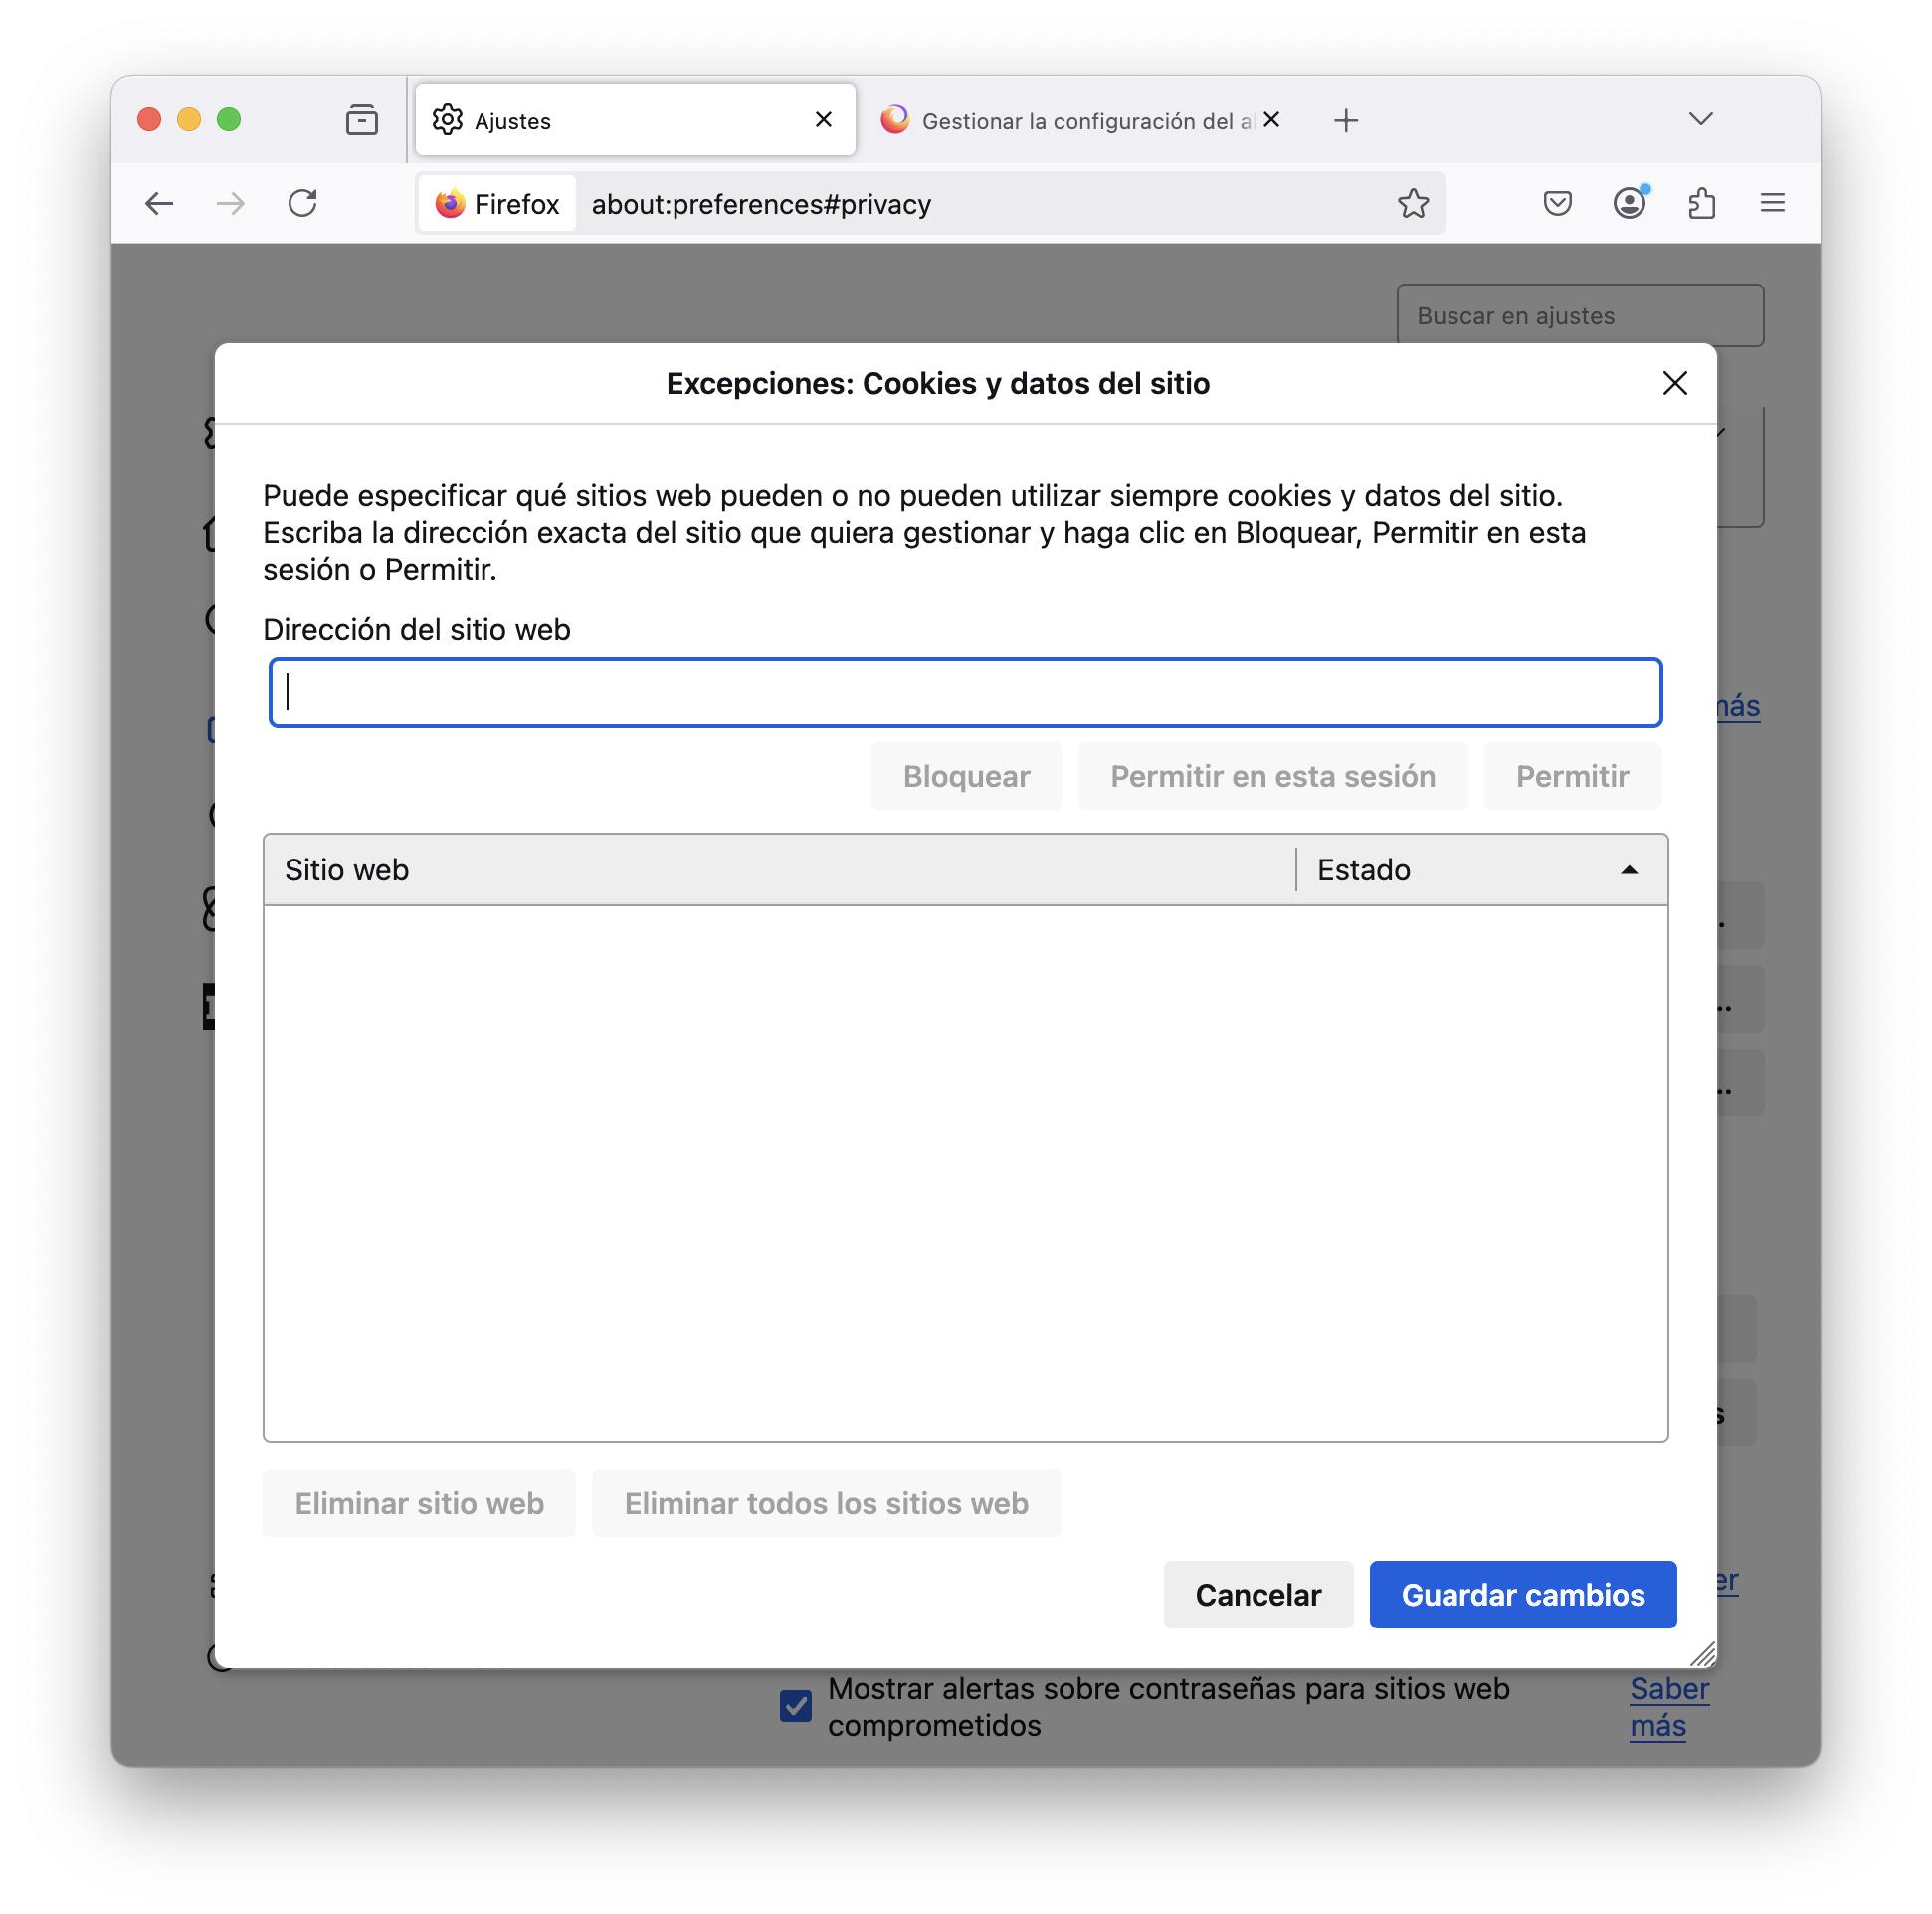 Ajustes
Gestionar la configuración del al
Firefox
about:preferences#privacy
Buscar en ajustes
Excepciones: Cookies y datos del sitio
Puede especificar qué sitios web pueden o no pueden utilizar siempre cookies y datos del sitio.
Escriba la dirección exacta del sitio que quiera gestionar y haga clic en Bloquear, Permitir en esta
sesión o Permitir.
Dirección del sitio web
más
Bloquear
Permitir en esta sesión
Permitir
Sitio web
Estado
Eliminar sitio web
Eliminar todos los sitios web
Cancelar
Guardar cambios
Mostrar alertas sobre contraseñas para sitios web
comprometidos
Saber
más